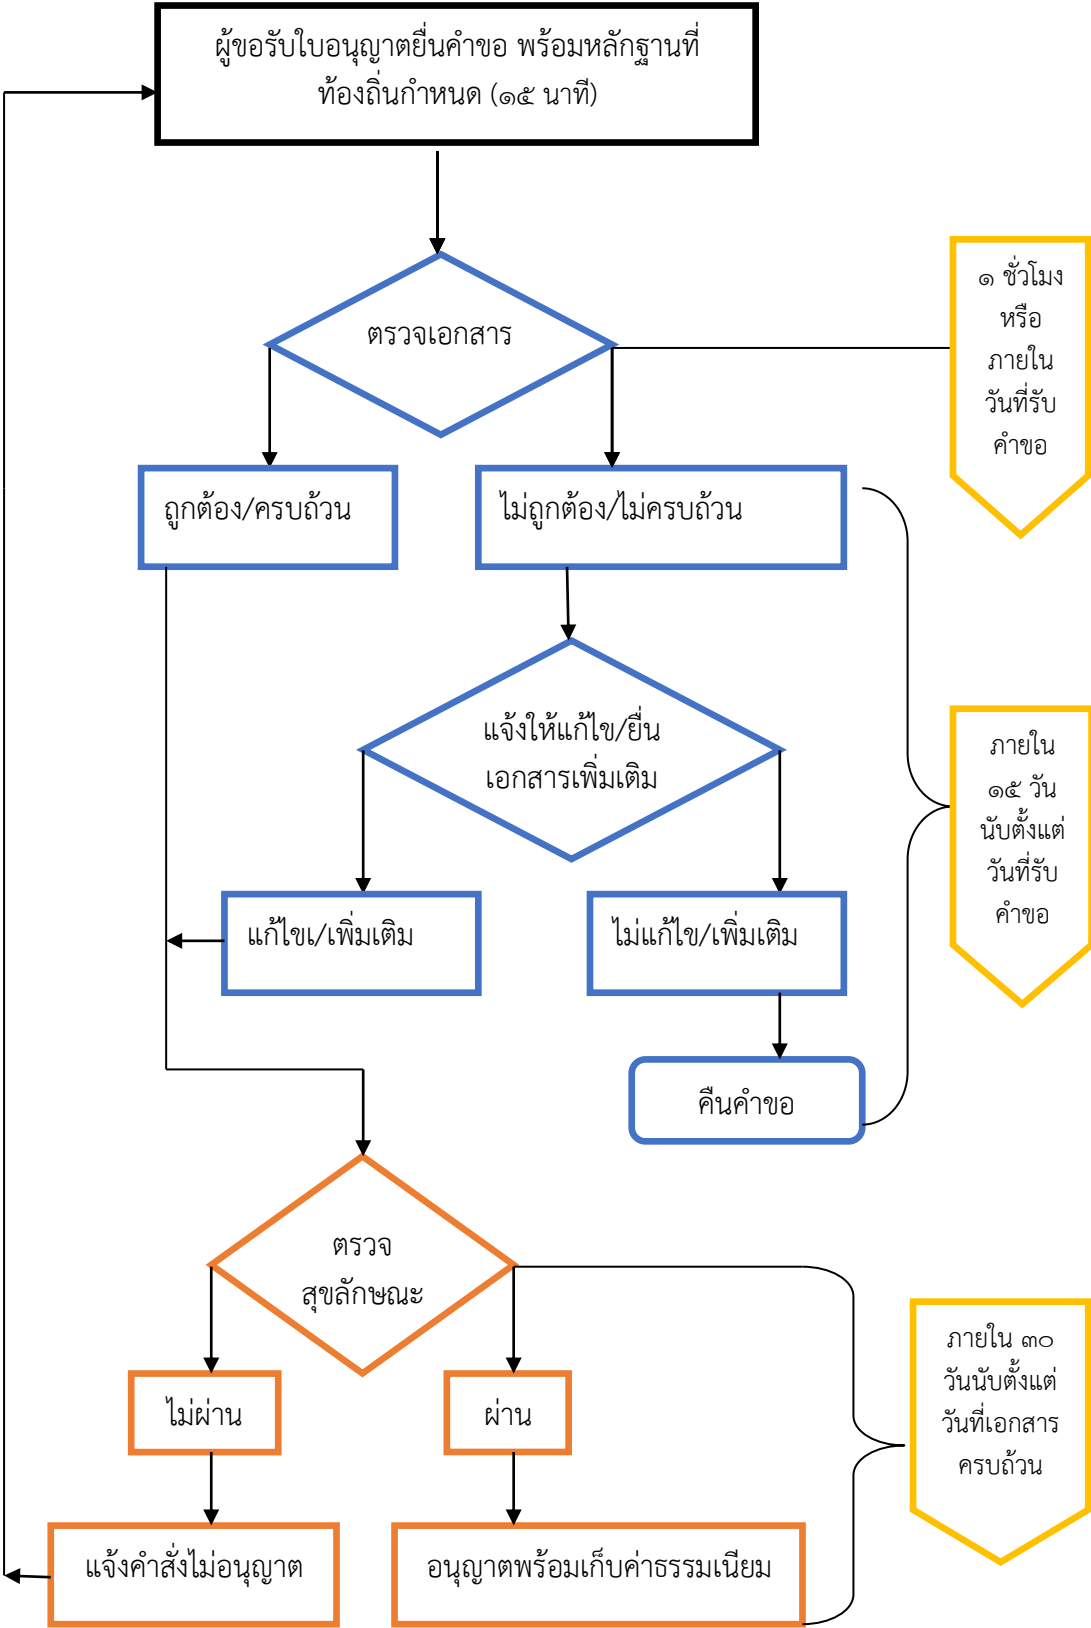 ผู้ขอรับใบอนุญาตยื่นคำขอ พร้อมหลักฐานที่
ท้องถิ่นกำหนด (๑๕ นาที)
ตรวจเอกสาร
๑ ชั่วโมง
หรือ
ภายใน
วันที่รับ
คำขอ
ถูกต้อง/ครบถ้วน
ไม่ถูกต้อง/ไม่ครบถ้วน
แจ้งให้แก้ไข/ยื่น
เอกสารเพิ่มเติม
ภายใน
๑๕ วัน
นับตั้งแต่
วันที่รับ
คำขอ
แก้ไขเ/เพิ่มเติม
ไม่แก้ไข/เพิ่มเติม
คืนคำขอ
ตรวจ
สุขลักษณะ
ภายใน ๓๐
วันนับตั้งแต่
วันที่เอกสาร
ครบถ้วน
ไม่ผ่าน
ผ่าน
แจ้งคำสั่งไม่อนุญาต
อนุญาตพร้อมเก็บค่าธรรมเนียม